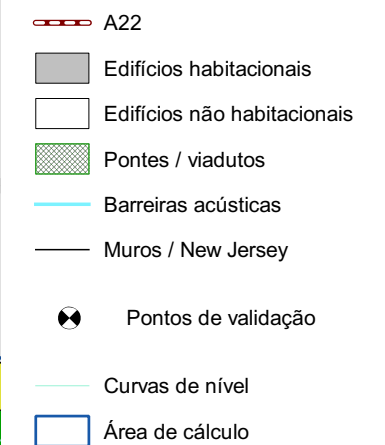 A22
Edifícios habitacionais
Edifícios não habitacionais
Pontes / viadutos
Barreiras acústicas
Muros / New Jersey
Pontos de validação
Curvas de nível
Área de cálculo